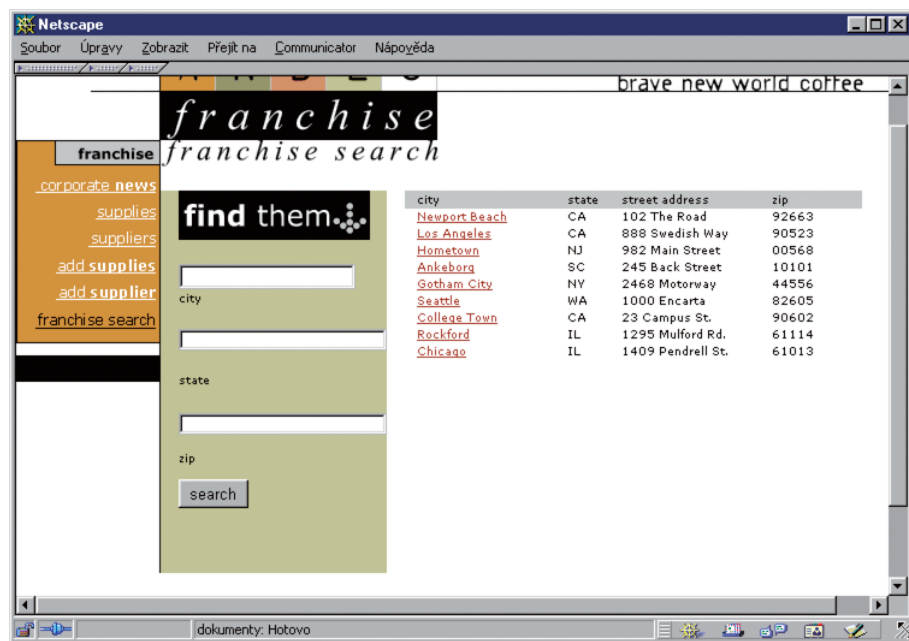 Netscape
Soubor Úpravy Zobrazit Přejít na Communicator Nápověda
brave new world coffee
franchise
franchise search
franchise
corporate news
supplies
suppliers
add supplies
add supplier
franchise search
find them
city
state
zip
search
city state street address zip
Newport Beach CA 102 The Road 92663
Los Angeles CA 888 Swedish Way 90523
Hometown NJ 982 Main Street 00568
Ankeborg SC 245 Back Street 10101
Gotham City NY 2468 Motorway 44556
Seattle WA 1000 Encarta 82605
College Town CA 23 Campus St. 90602
Rockford IL 1295 Mulford Rd. 61114
Chicago IL 1409 Pendrell St. 61013
dokumenty: Hotovo